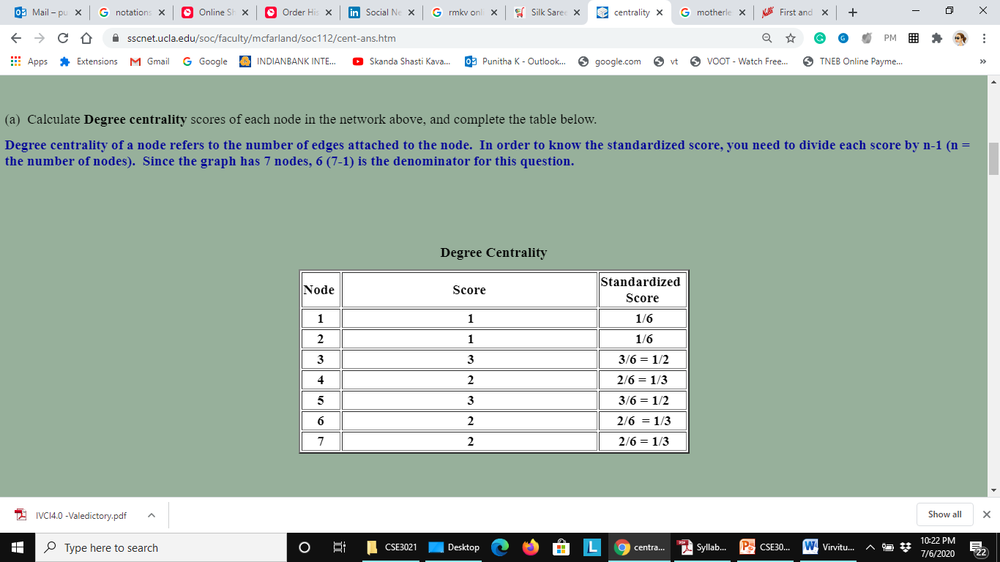 Mail – pu
notations
Online S
Order His
Social Ne
rmkv onl
Silk Saree
centrality
motherle
First and
sscnet.ucla.edu/soc/faculty/mcfarland/soc112/cent-ans.htm
PM
Apps
Extensions
Gmail
Google
INDIANBANK INTE...
Skanda Shasti Kava...
Punitha K - Outlook...
google.com
vt
VOOT - Watch Free...
TNEB Online Payme...
(a) Calculate Degree centrality scores of each node in the network above, and complete the table below.
Degree centrality of a node refers to the number of edges attached to the node. In order to know the standardized score, you need to divide each score by n-1 (n =
the number of nodes). Since the graph has 7 nodes, 6 (7-1) is the denominator for this question.
Degree Centrality
Node Score Standardized Score
1 1 1/6
2 1 1/6
3 3 3/6 = 1/2
4 2 2/6 = 1/3
5 3 3/6 = 1/2
6 2 2/6 = 1/3
7 2 2/6 = 1/3
IVCI4.0 -Valedictory.pdf
Show all
Type here to search
CSE3021
Desktop
centra...
Syllab...
CSE30...
Virvitu...
10:22 PM
7/6/2020
22